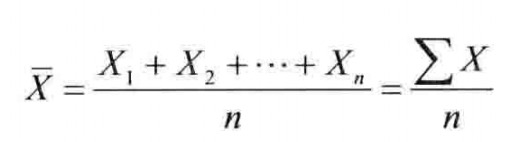 X̄ = (X₁ + X₂ + ⋯ + Xₙ)/n = ∑X/n